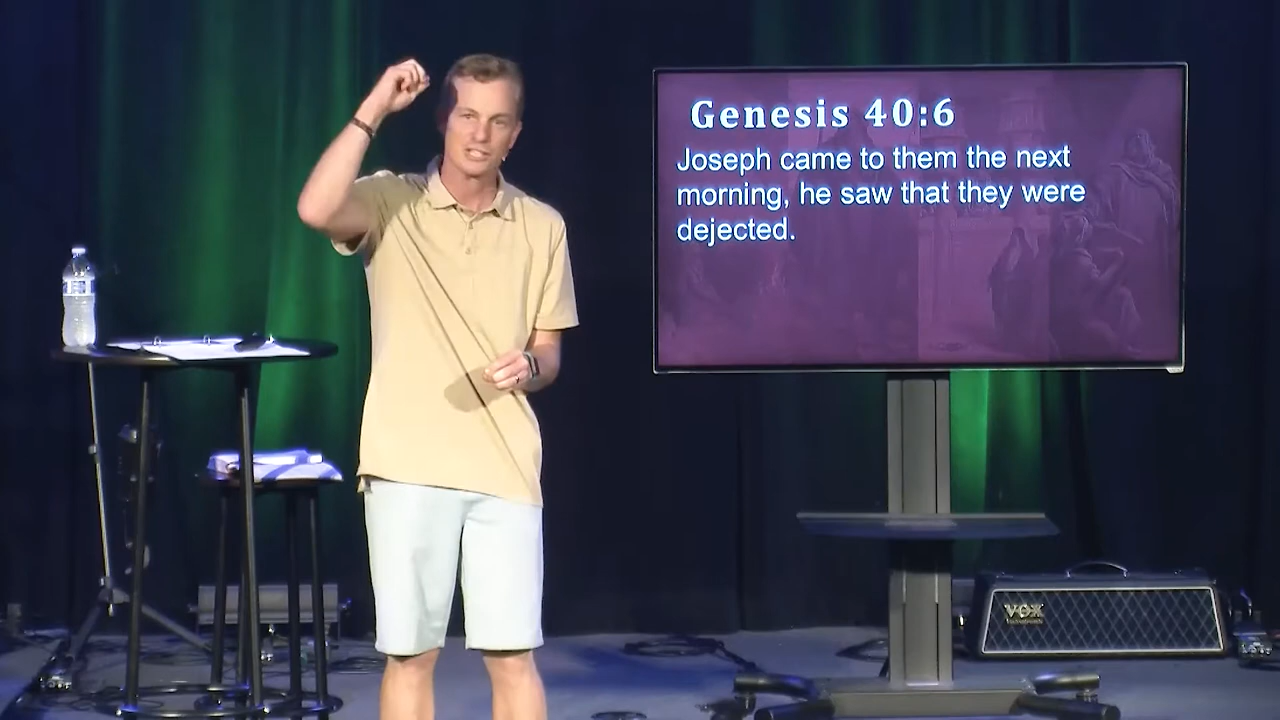 Genesis 40:6
Joseph came to them the next
morning, he saw that they were
dejected.
VOX